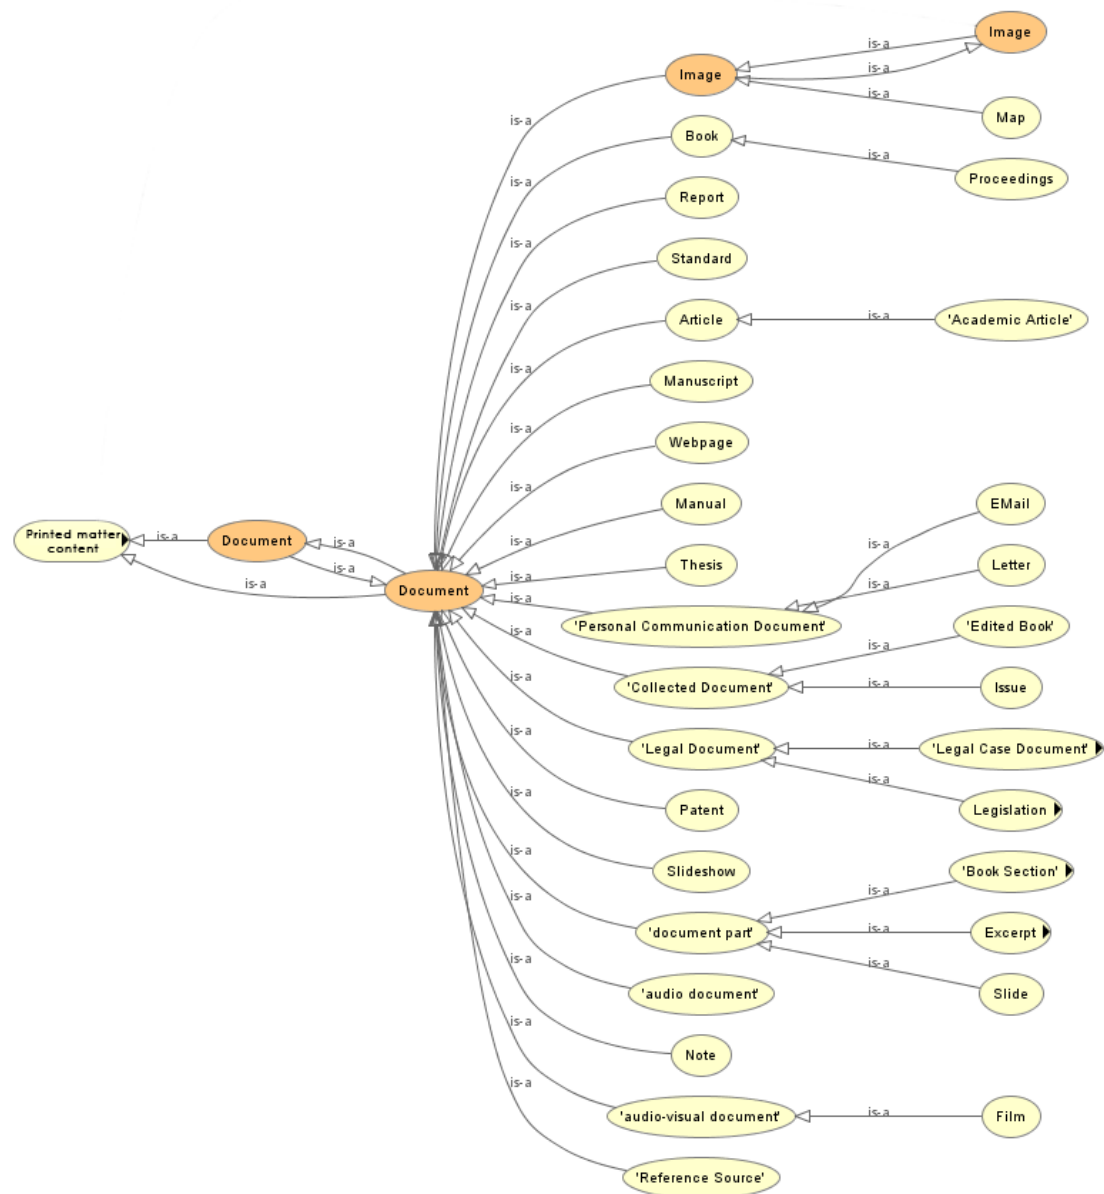 Image
is-a
is-a
Image
is-a
Map
is-a
Book
is-a
Proceedings
is-a
Report
is-a
Standard
is-a
Article
is-a
'Academic Article'
is-a
Manuscript
is-a
Webpage
is-a
Manual
EMail
is-a
Printed matter
content
is-a
Document
is-a
is-a
is-a
Document
is-a
Thesis
is-a
Letter
is-a
is-a
'Personal Communication Document'
'Edited Book'
is-a
is-a
'Collected Document'
is-a
Issue
is-a
'Legal Document'
is-a
'Legal Case Document'
is-a
is-a
Patent
Legislation
is-a
Slideshow
'Book Section'
is-a
is-a
'document part'
is-a
Excerpt
is-a
is-a
'audio document'
Slide
is-a
Note
is-a
'audio-visual document'
is-a
Film
is-a
'Reference Source'